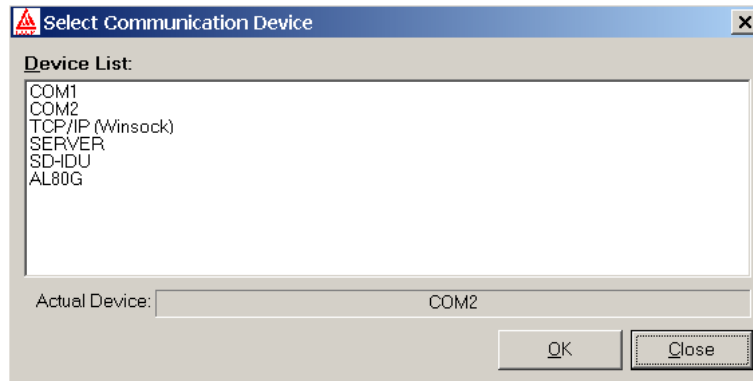 Select Communication Device
Device List:
COM1
COM2
TCP/IP (Winsock)
SERVER
SD-IDU
AL80G
Actual Device:
COM2
OK
Close